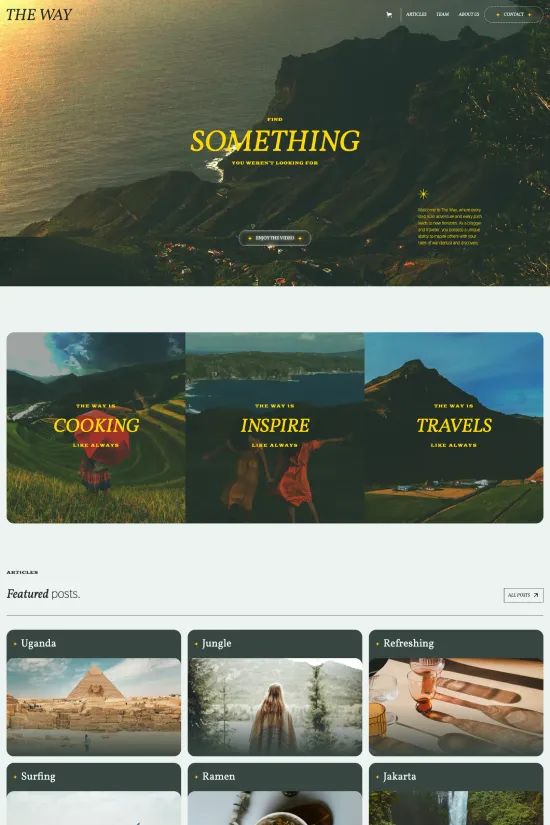 THE WAY
ARTICLES
TEAM
ABOUT US
CONTACT
FIND
SOMETHING
YOU WEREN'T LOOKING FOR
Welcome to The Way, where every
road is an adventure and every path
leads to new horizons. As a blogger
and traveler, you possess a unique
ability to inspire others with your
tales of wanderlust and discovery.
ENJOY THE VIDEO
THE WAY IS
COOKING
LIKE ALWAYS
THE WAY IS
INSPIRE
LIKE ALWAYS
THE WAY IS
TRAVELS
LIKE ALWAYS
ARTICLES
Featured posts.
ALL POSTS
Uganda
Jungle
Refreshing
Surfing
Ramen
Jakarta